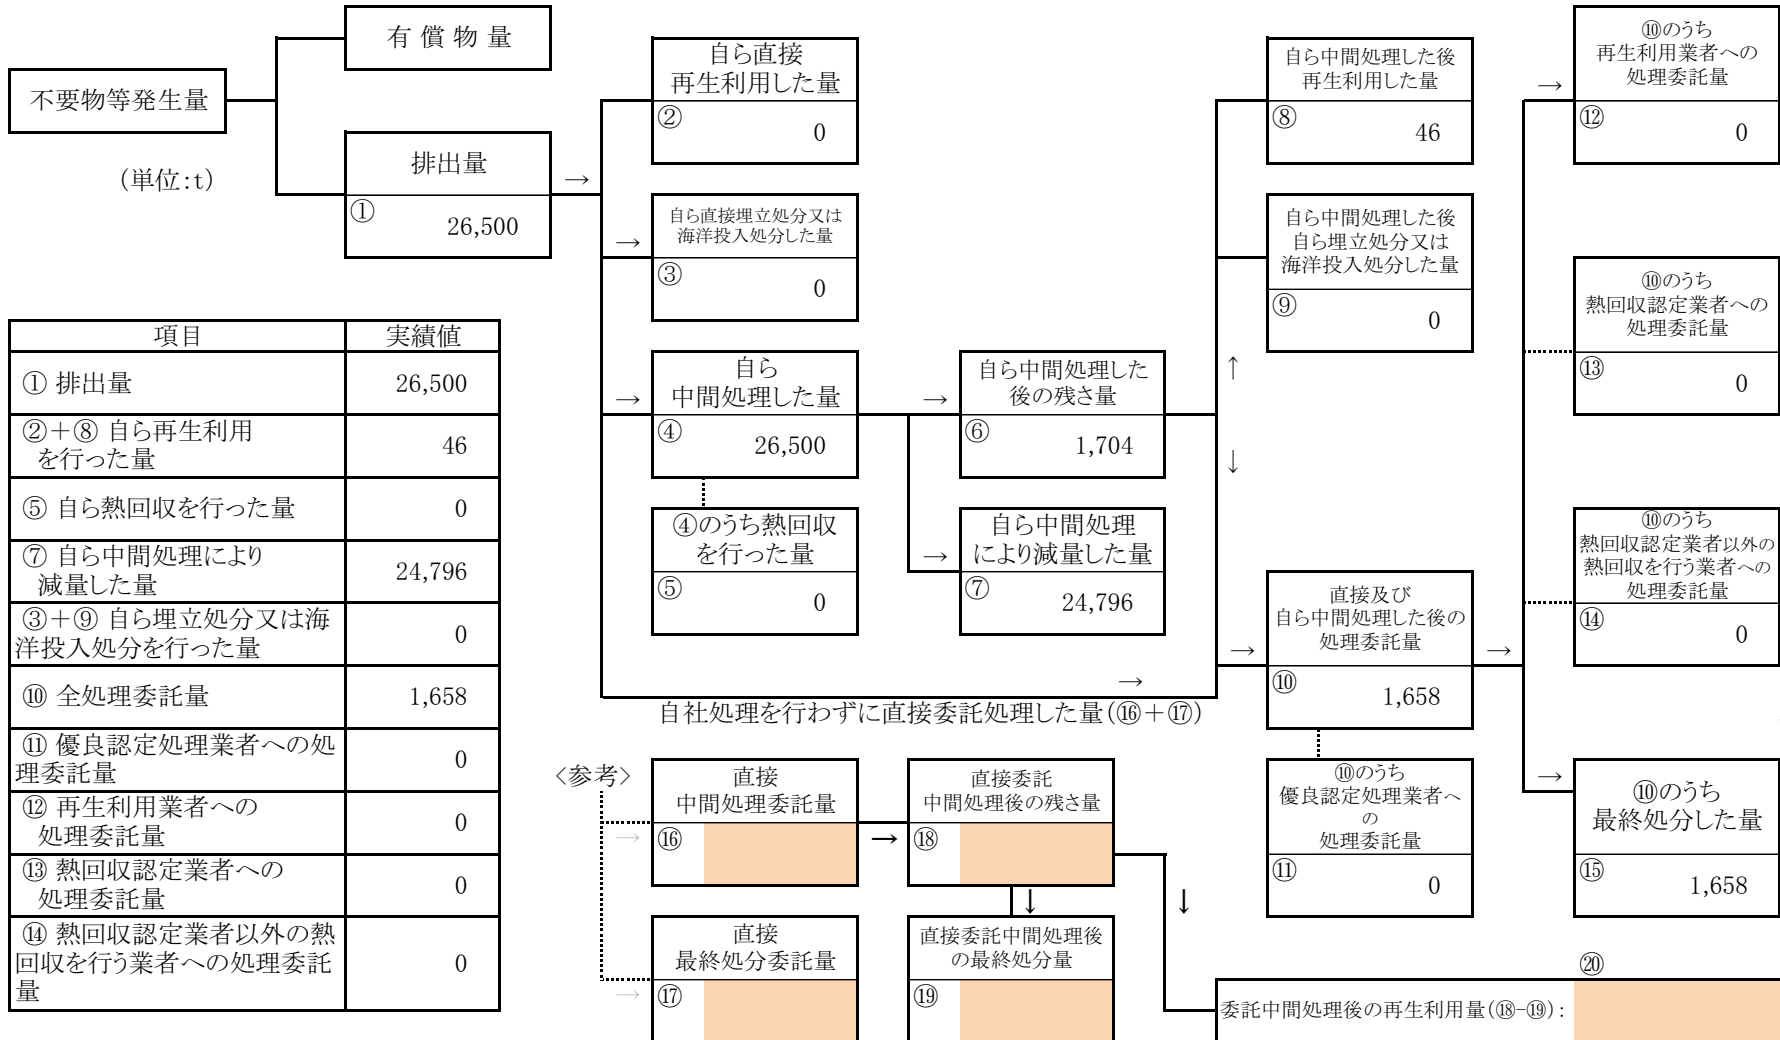 不要物等発生量
(単位:t)
有 償 物 量
排出量
①
26,500
→
自ら直接
再生利用した量
②
0
→
自ら直接埋立処分又は
海洋投入処分した量
③
0
→
自ら
中間処理した量
④
26,500
④のうち熱回収
を行った量
⑤
0
→
自ら中間処理した
後の残さ量
⑥
1,704
→
自ら中間処理
により減量した量
⑦
24,796
↑
↓
自ら中間処理した後
再生利用した量
⑧
46
自ら中間処理した後
自ら埋立処分又は
海洋投入処分した量
⑨
0
→
自社処理を行わずに直接委託処理した量(⑯+⑰)
→
直接及び
自ら中間処理した後の
処理委託量
⑩
1,658
→
⑩のうち
優良認定処理業者へ
の
処理委託量
⑪
0
→
⑩のうち
再生利用業者への
処理委託量
⑫
0
⑩のうち
熱回収認定業者への
処理委託量
⑬
0
⑩のうち
熱回収認定業者以外の
熱回収を行う業者への
処理委託量
⑭
0
→
⑩のうち
最終処分した量
⑮
1,658
項目 実績値
① 排出量 26,500
②+⑧ 自ら再生利用
を行った量 46
⑤ 自ら熱回収を行った量 0
⑦ 自ら中間処理により
減量した量 24,796
③+⑨ 自ら埋立処分又は海
洋投入処分を行った量 0
⑩ 全処理委託量 1,658
⑪ 優良認定処理業者への処
理委託量 0
⑫ 再生利用業者への
処理委託量 0
⑬ 熱回収認定業者への
処理委託量 0
⑭ 熱回収認定業者以外の熱
回収を行う業者への処理委託
量 0
<参考>
→
直接
中間処理委託量
⑯
→
直接委託
中間処理後の残さ量
⑱
↓
↓
→
直接
最終処分委託量
⑰
直接委託中間処理後
の最終処分量
⑲
⑳
委託中間処理後の再生利用量(⑱-⑲):